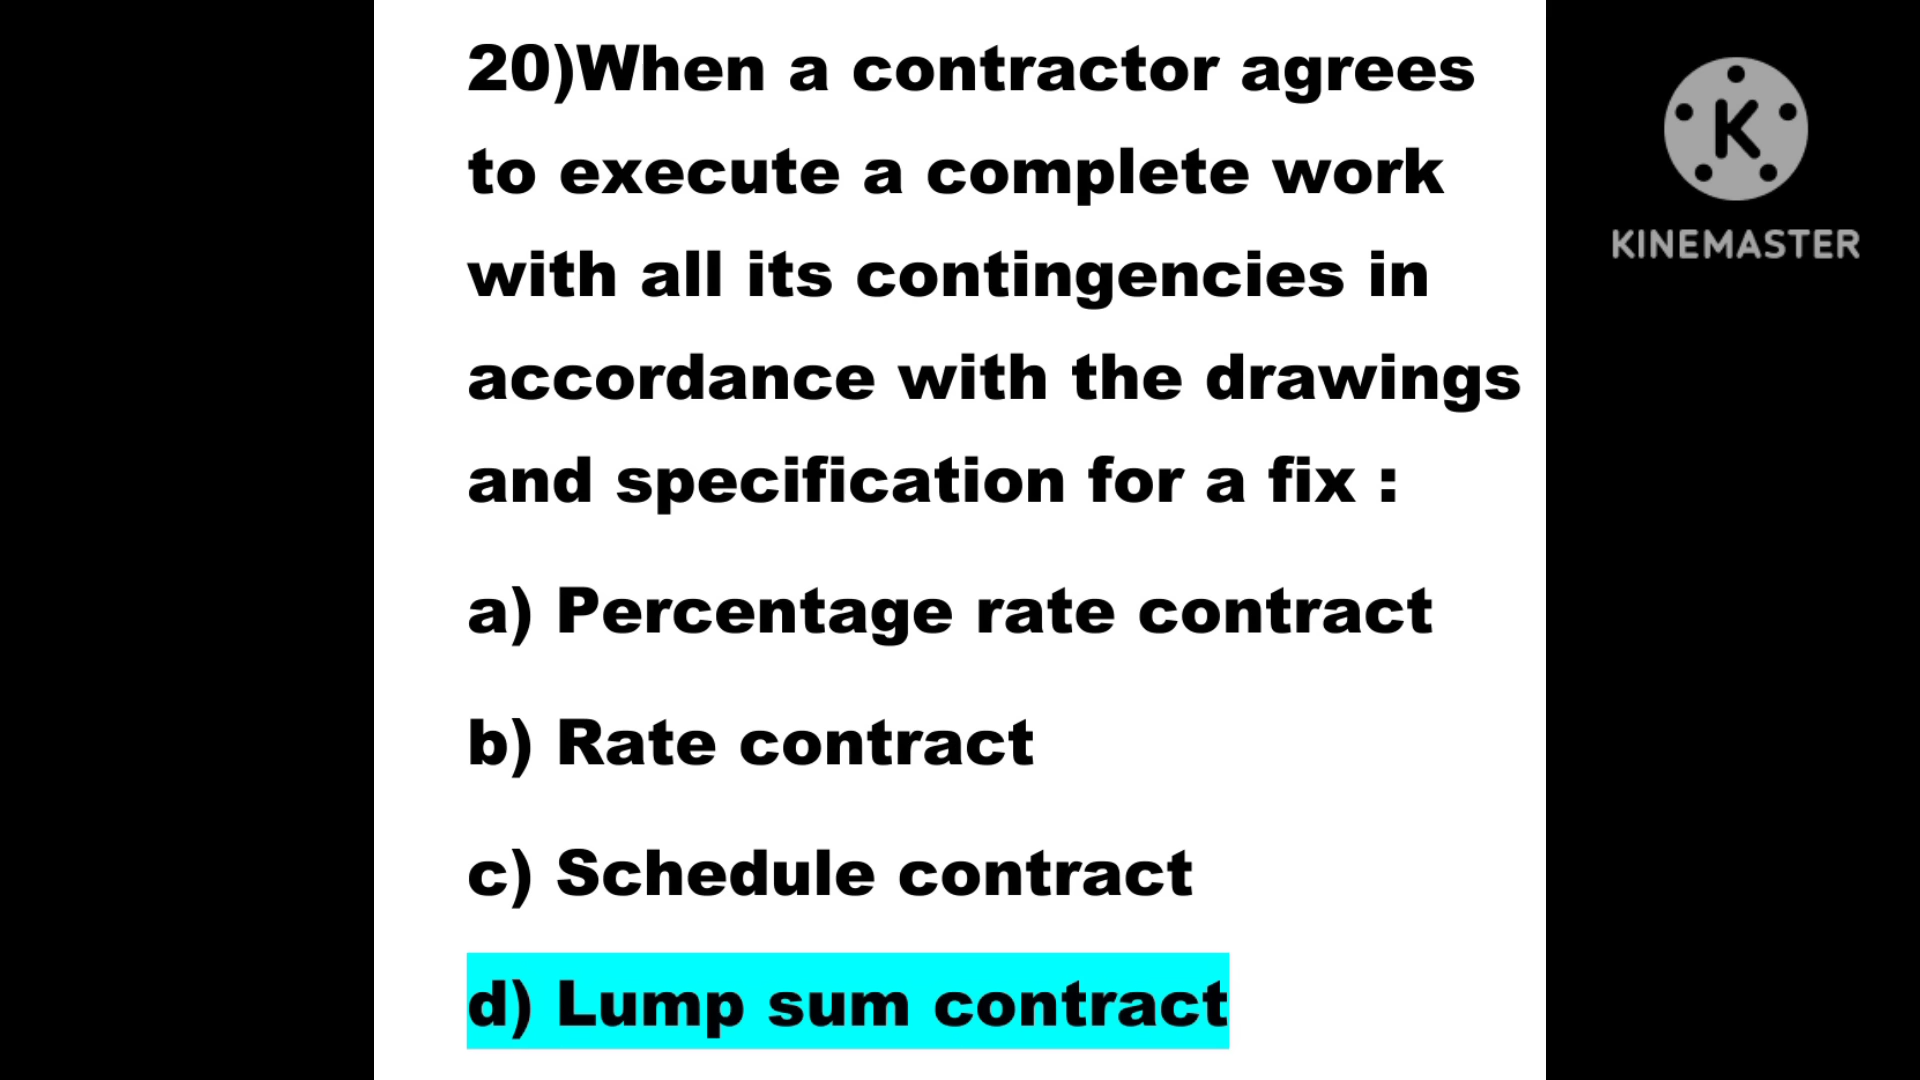 20)When a contractor agrees
to execute a complete work
with all its contingencies in
accordance with the drawings
and specification for a fix :
a) Percentage rate contract
b) Rate contract
c) Schedule contract
d) Lump sum contract
K
KINEMASTER